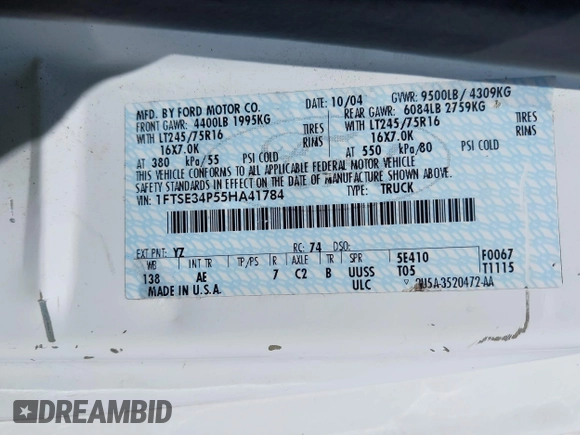 MFD. BY FORD MOTOR CO.
DATE: 10/04
GVWR: 9500LB / 4309KG
FRONT GAWR: 4400LB 1995KG
REAR GAWR: 6084LB 2759KG
WITH LT245/75R16 TIRES
WITH LT245/75R16 TIRES
16X7.0K RIMS
16X7.0K RIMS
AT 380 kPa/55 PSI COLD
AT 550 kPa/80 PSI COLD
THIS VEHICLE CONFORMS TO ALL APPLICABLE FEDERAL MOTOR VEHICLE
SAFETY STANDARDS IN EFFECT ON THE DATE OF MANUFACTURE SHOWN ABOVE.
VIN: 1FTSE34P55HA41784
TYPE: TRUCK
EXT PNT: YZ RC: 74 DSO:
WB INT TR TP/PS R AXLE TR SPR 5E410 F0067
138 AE 7 C2 B UUSS T05 T1115
MADE IN U.S.A. ULC
DREAMBID